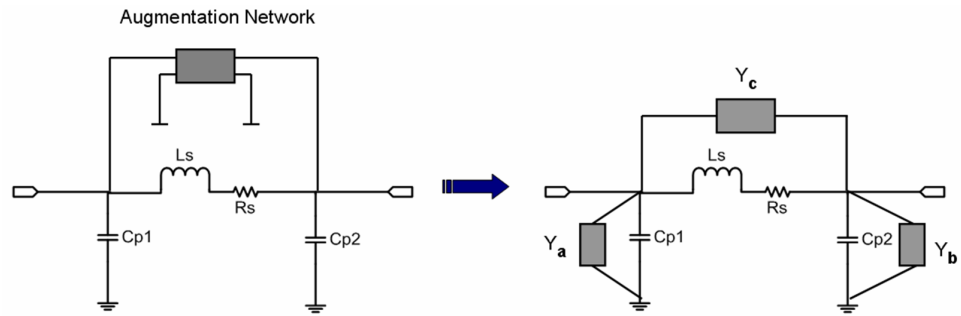 Augmentation Network
Ls
Rs
Cp1
Cp2
Yc
Ls
Rs
Ya
Cp1
Cp2
Yb